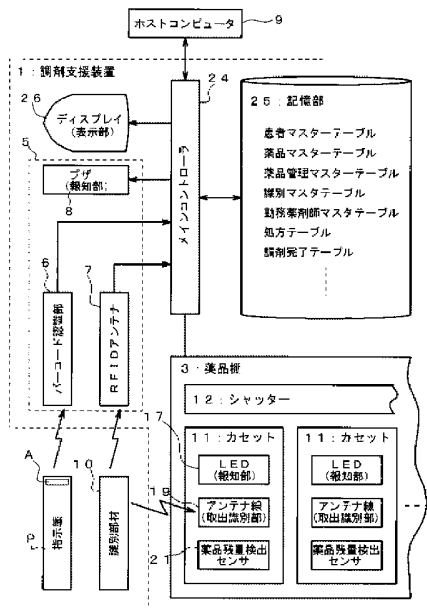 ホストコンピュータ
9
1:調剤支援装置
24
26
ディスプレイ
(表示部)
5
ブザ
(報知部)
8
メインコントローラ
25:記憶部
患者マスターテーブル
薬品マスターテーブル
薬品管理マスターテーブル
識別マスタテーブル
勤務薬剤師マスタテーブル
処方テーブル
調剤完了テーブル
6
バーコード認識部
7
RFIDアンテナ
3:薬品棚
12:シャッター
17
11:カセット
LED
(報知部)
19
アンテナ線
(取出識別部)
21
薬品残量検出
センサ
11:カセット
LED
(報知部)
アンテナ線
(取出識別部)
薬品残量検出
センサ
A
P
指示箋
10
識別部材